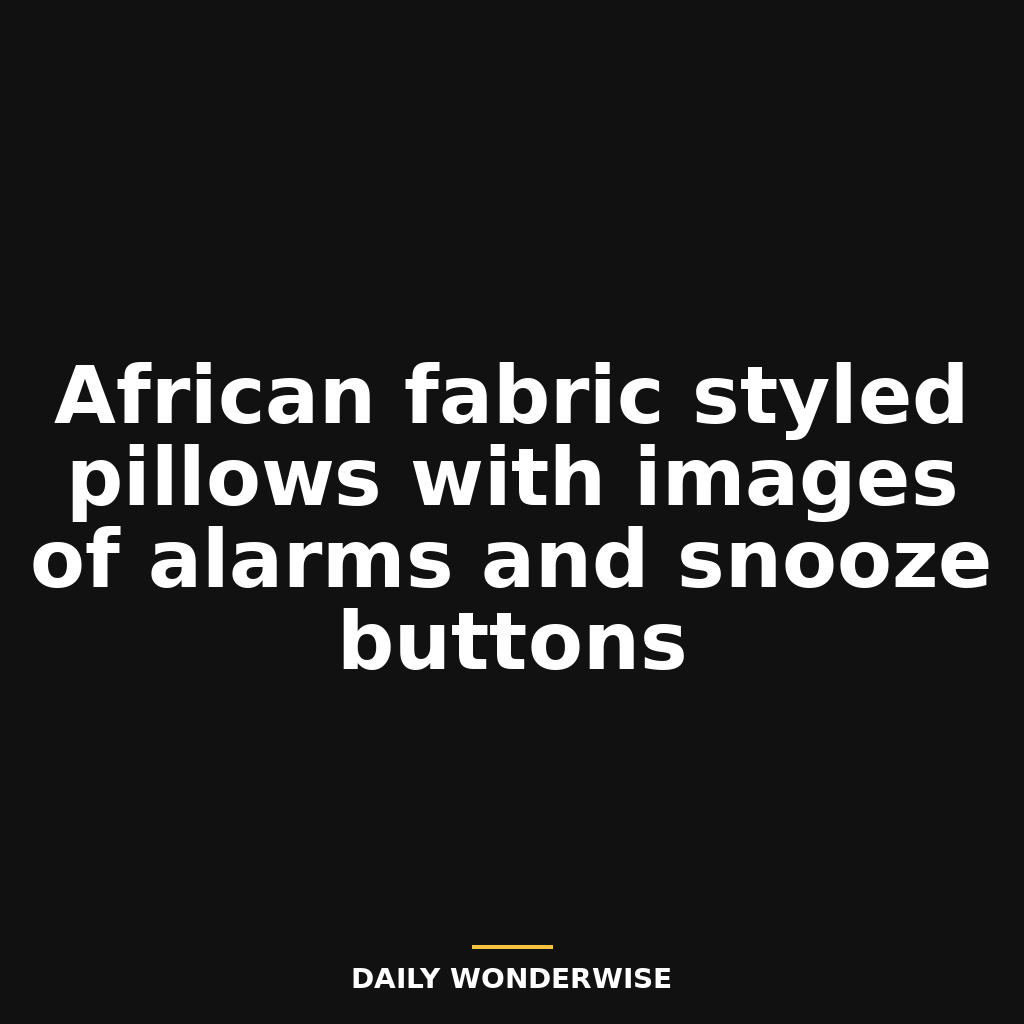 African fabric styled
pillows with images
of alarms and snooze
buttons
DAILY WONDERWISE